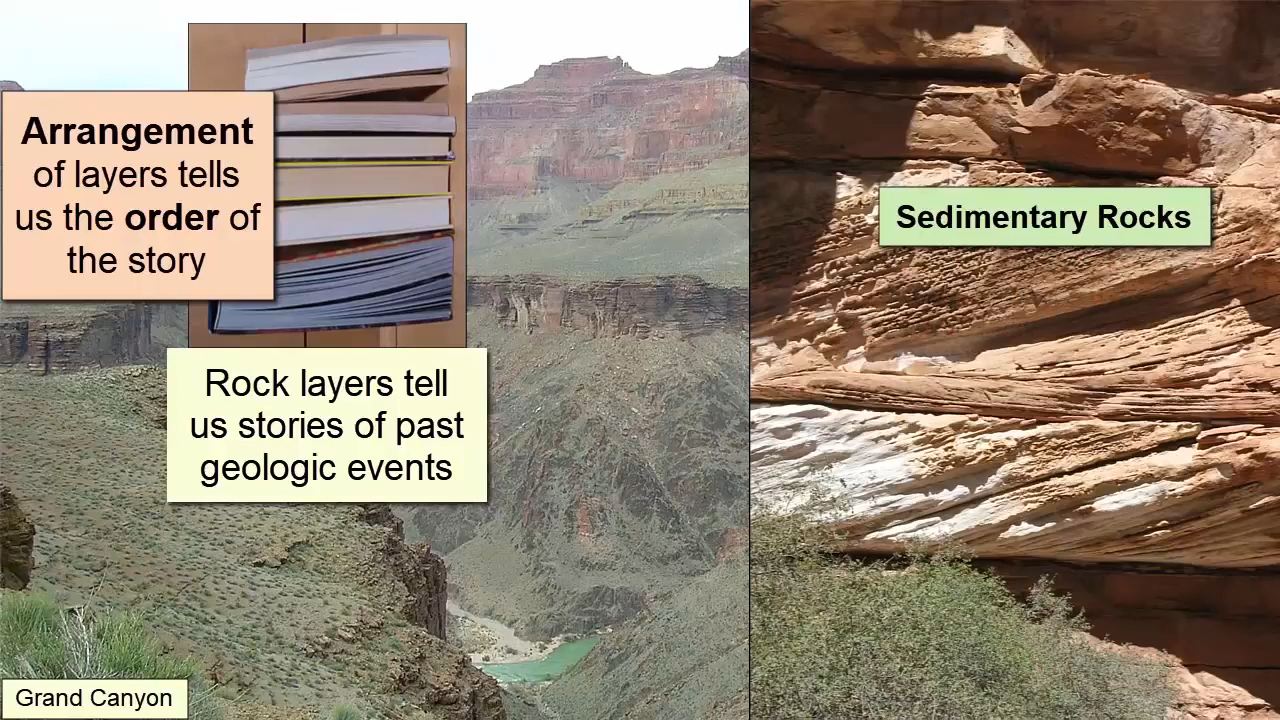 Arrangement
of layers tells
us the order of
the story
Rock layers tell
us stories of past
geologic events
Grand Canyon
Sedimentary Rocks